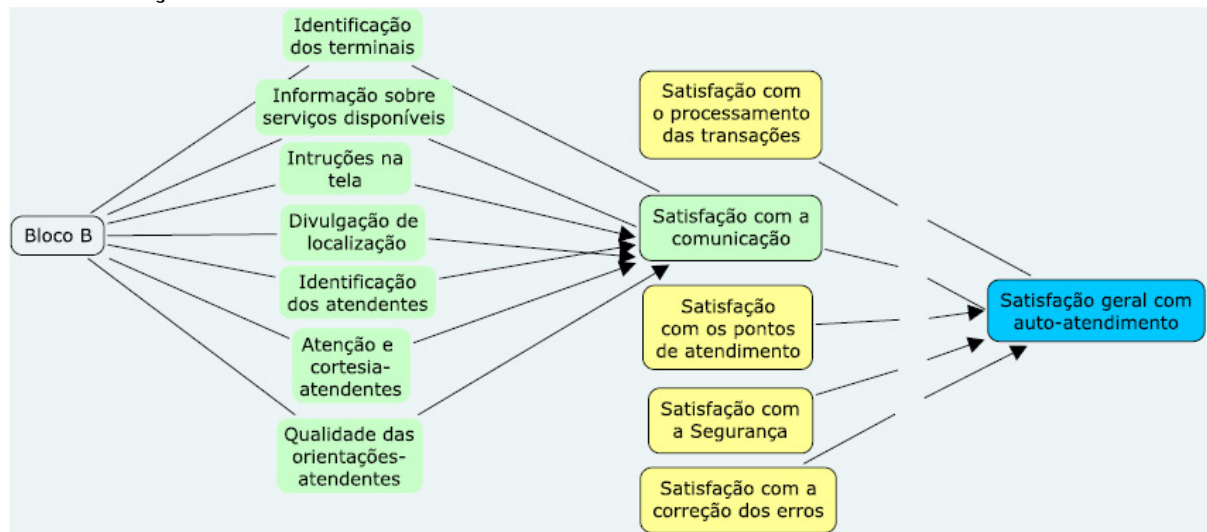 Bloco B
Identificação
dos terminais
Informação sobre
serviços disponíveis
Intruções na
tela
Divulgação de
localização
Identificação
dos atendentes
Atenção e
cortesia-
atendentes
Qualidade das
orientações-
atendentes
Satisfação com
o processamento
das transações
Satisfação com a
comunicação
Satisfação
com os pontos
de atendimento
Satisfação com
a Segurança
Satisfação com a
correção dos erros
Satisfação geral com
auto-atendimento